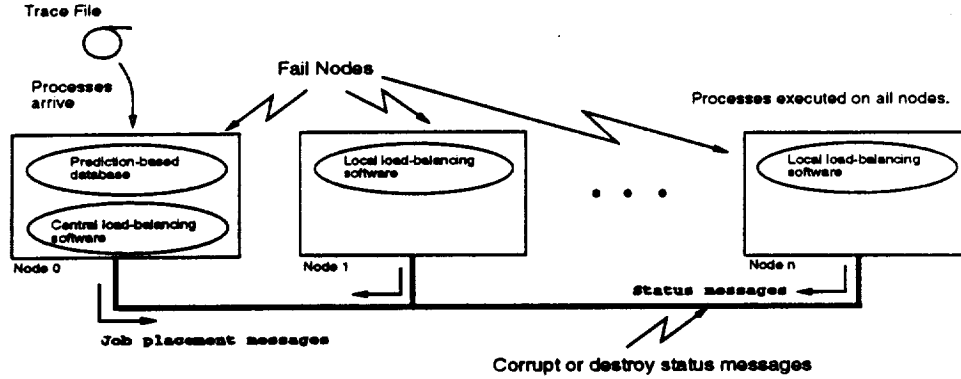 Trace File
Processes
arrive
Fail Nodes
Processes executed on all nodes.
Prediction-based
database
Central load-balancing
software
Node 0
Local load-balancing
software
Node 1
Local load-balancing
software
Node n
Status messages
Job placement messages
Corrupt or destroy status messages